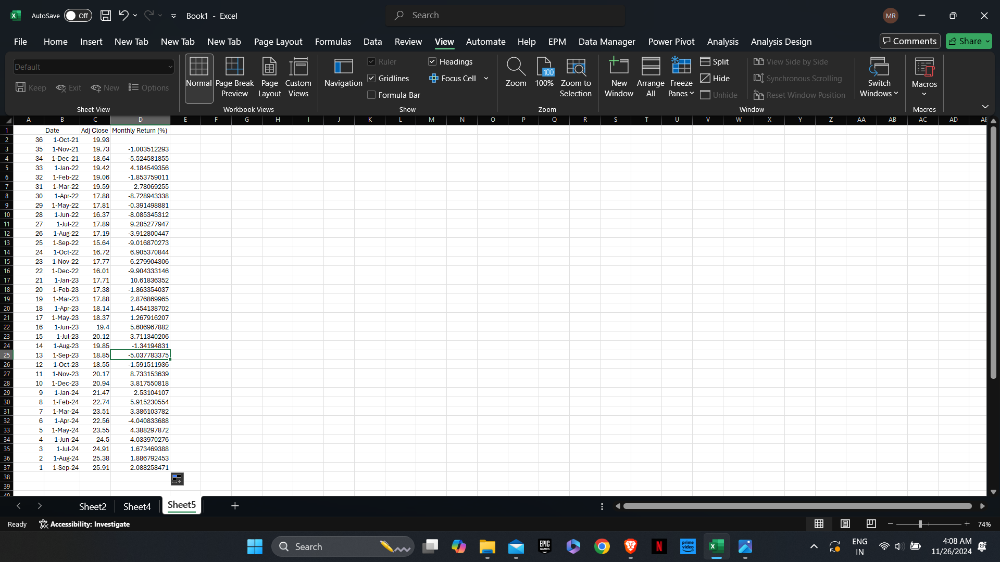 AutoSave Off Book1 - Excel Search MR
File Home Insert New Tab New Tab New Tab Page Layout Formulas Data Review View Automate Help EPM Data Manager Power Pivot Analysis Analysis Design Comments Share
Default
Keep Exit New Options
Sheet View
Normal Page Break Preview Page Layout Custom Views
Workbook Views
Navigation Ruler Gridlines Formula Bar Headings Focus Cell
Show
Zoom 100 100% Zoom to Selection
Zoom
New Window Arrange All Freeze Panes Split Hide Unhide View Side by Side Synchronous Scrolling Reset Window Position Switch Windows
Window
Macros
Macros
A B C D E F G H I J K L M N O P Q R S T U V W X Y Z AA AB AC AD AE
1 Date Adj Close Monthly Return (%)
2 36 1-Oct-21 19.93
3 35 1-Nov-21 19.73 -1.003512293
4 34 1-Dec-21 18.64 -5.524581855
5 33 1-Jan-22 19.42 4.184549356
6 32 1-Feb-22 19.06 -1.853759011
7 31 1-Mar-22 19.59 2.78069255
8 30 1-Apr-22 17.88 -8.728943338
9 29 1-May-22 17.81 -0.391498881
10 28 1-Jun-22 16.37 -8.085345312
11 27 1-Jul-22 17.89 9.285277947
12 26 1-Aug-22 17.19 -3.912800447
13 25 1-Sep-22 15.64 -9.016870273
14 24 1-Oct-22 16.72 6.905370844
15 23 1-Nov-22 17.77 6.279904306
16 22 1-Dec-22 16.01 -9.904333146
17 21 1-Jan-23 17.71 10.61836352
18 20 1-Feb-23 17.38 -1.863354037
19 19 1-Mar-23 17.88 2.876869965
20 18 1-Apr-23 18.14 1.454138702
21 17 1-May-23 18.37 1.267916207
22 16 1-Jun-23 19.4 5.606967882
23 15 1-Jul-23 20.12 3.711340206
24 14 1-Aug-23 19.85 -1.34194831
25 13 1-Sep-23 18.85 -5.037783375
26 12 1-Oct-23 18.55 -1.591511936
27 11 1-Nov-23 20.17 8.733153639
28 10 1-Dec-23 20.94 3.817550818
29 9 1-Jan-24 21.47 2.53104107
30 8 1-Feb-24 22.74 5.915230554
31 7 1-Mar-24 23.51 3.386103782
32 6 1-Apr-24 22.56 -4.040833688
33 5 1-May-24 23.55 4.388297872
34 4 1-Jun-24 24.5 4.033970276
35 3 1-Jul-24 24.91 1.673469388
36 2 1-Aug-24 25.38 1.886792453
37 1 1-Sep-24 25.91 2.088258471
38
39
40
Sheet2 Sheet4 Sheet5
Ready Accessibility: Investigate 74%
Search EPIC GAMES N prime video ENG IN 4:08 AM 11/26/2024